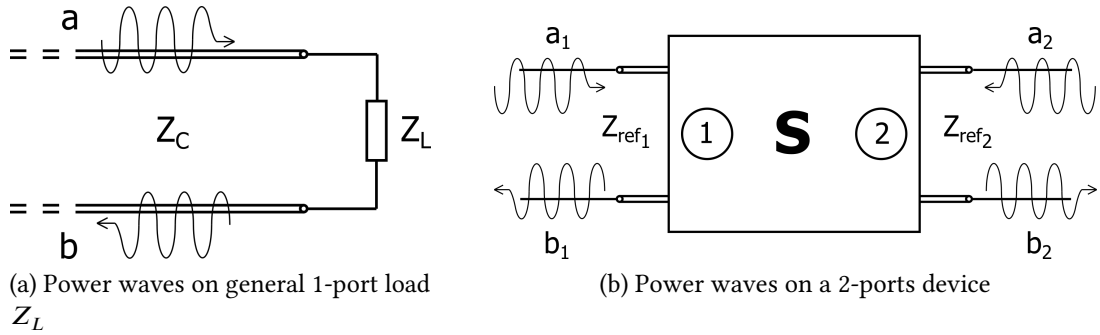 a
Z_C
Z_L
b
(a) Power waves on general 1-port load
Z_L
a_1
a_2
Z_ref_1
1
S
2
Z_ref_2
b_1
b_2
(b) Power waves on a 2-ports device